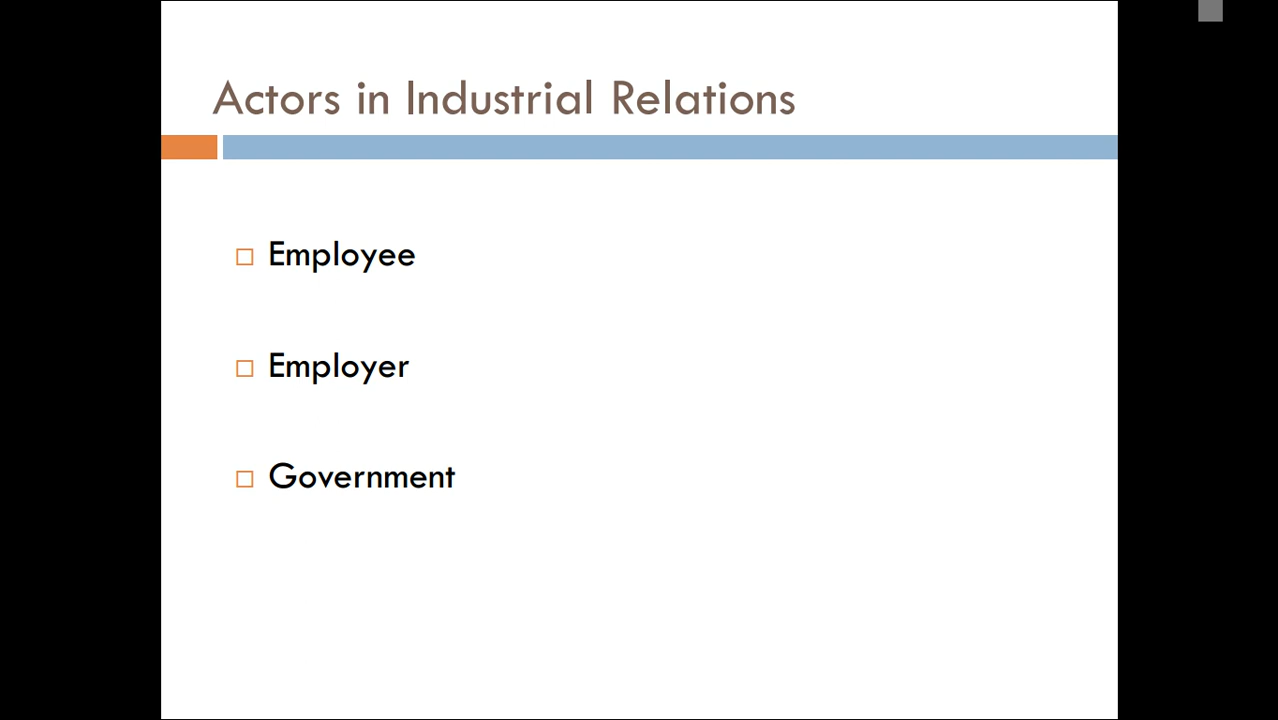 Actors in Industrial Relations
Employee
Employer
Government